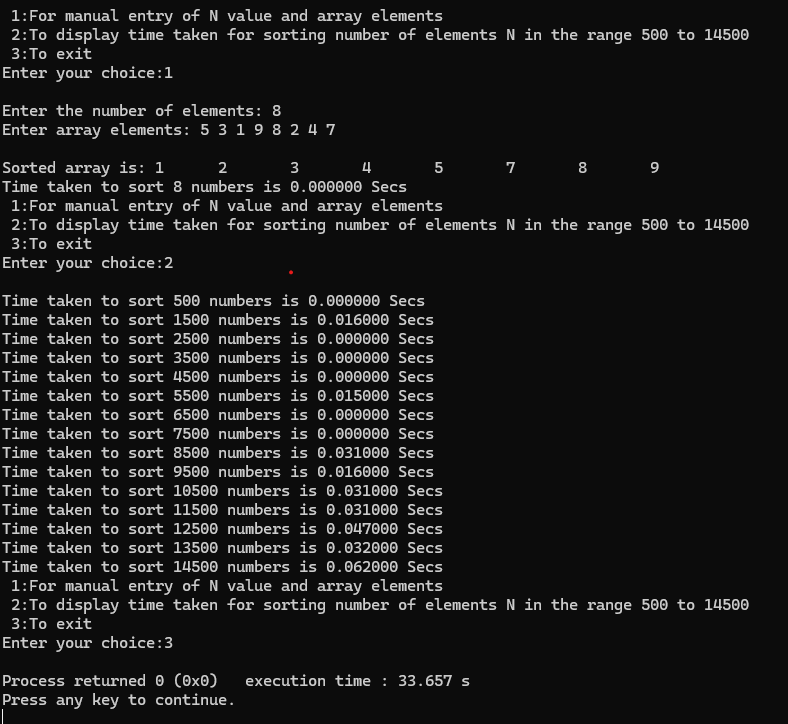 1:For manual entry of N value and array elements
 2:To display time taken for sorting number of elements N in the range 500 to 14500
 3:To exit
Enter your choice:1

Enter the number of elements: 8
Enter array elements: 5 3 1 9 8 2 4 7

Sorted array is: 1      2       3       4       5       7       8       9
Time taken to sort 8 numbers is 0.000000 Secs
 1:For manual entry of N value and array elements
 2:To display time taken for sorting number of elements N in the range 500 to 14500
 3:To exit
Enter your choice:2

Time taken to sort 500 numbers is 0.000000 Secs
Time taken to sort 1500 numbers is 0.016000 Secs
Time taken to sort 2500 numbers is 0.000000 Secs
Time taken to sort 3500 numbers is 0.000000 Secs
Time taken to sort 4500 numbers is 0.000000 Secs
Time taken to sort 5500 numbers is 0.015000 Secs
Time taken to sort 6500 numbers is 0.000000 Secs
Time taken to sort 7500 numbers is 0.000000 Secs
Time taken to sort 8500 numbers is 0.031000 Secs
Time taken to sort 9500 numbers is 0.016000 Secs
Time taken to sort 10500 numbers is 0.031000 Secs
Time taken to sort 11500 numbers is 0.031000 Secs
Time taken to sort 12500 numbers is 0.047000 Secs
Time taken to sort 13500 numbers is 0.032000 Secs
Time taken to sort 14500 numbers is 0.062000 Secs
 1:For manual entry of N value and array elements
 2:To display time taken for sorting number of elements N in the range 500 to 14500
 3:To exit
Enter your choice:3

Process returned 0 (0x0)   execution time : 33.657 s
Press any key to continue.